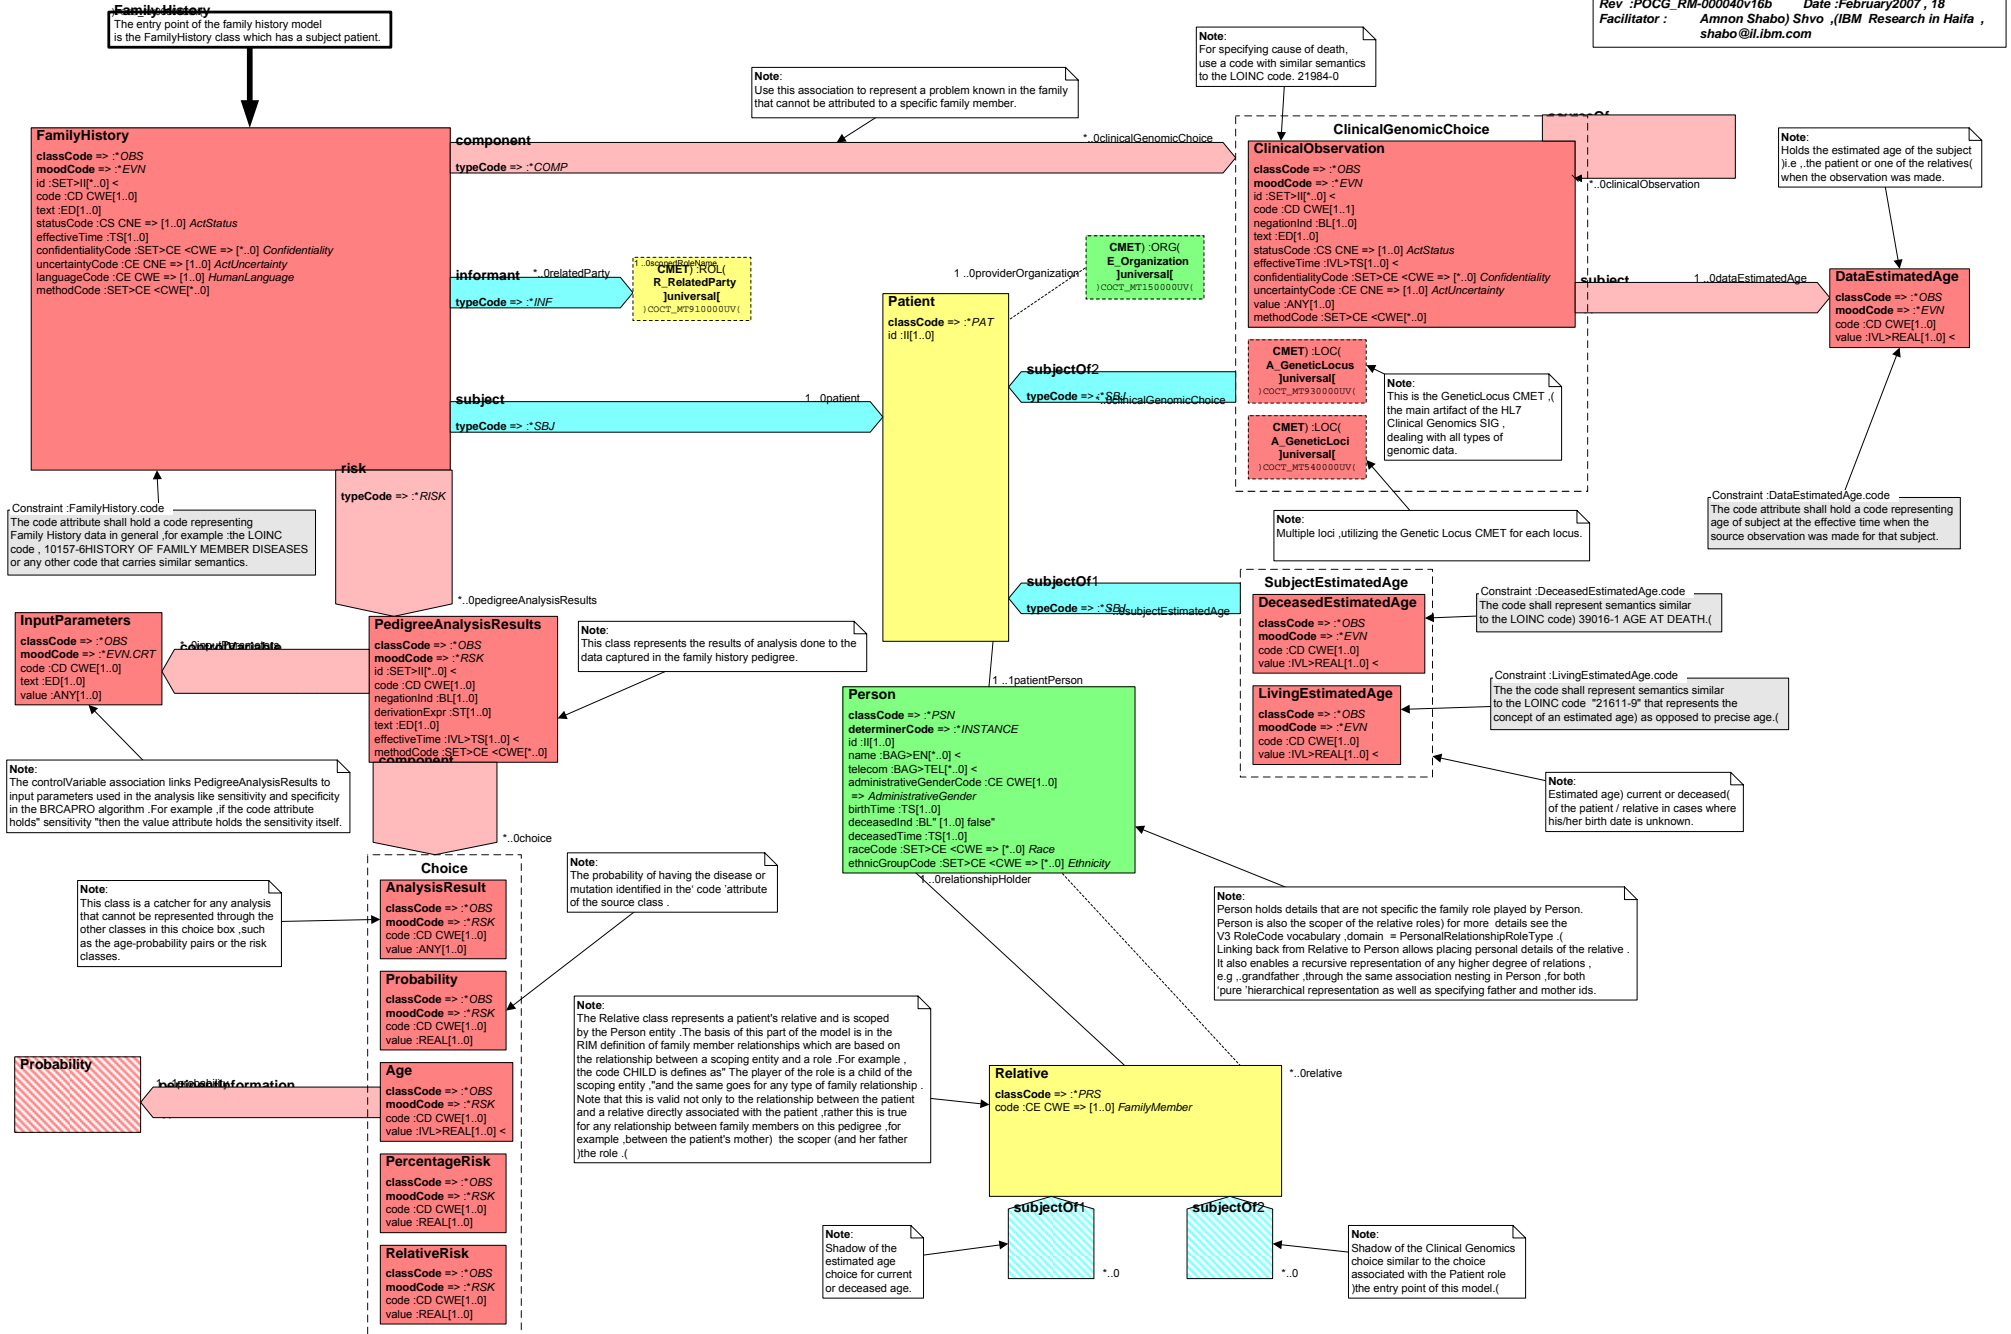 Family History
The entry point of the family history model
is the FamilyHistory class which has a subject patient.
Rev :POCG_RM-000040v16b Date :February2007 , 18
Facilitator : Amnon Shabo) Shvo ,(IBM Research in Haifa ,
shabo@il.ibm.com
Note:
For specifying cause of death,
use a code with similar semantics
to the LOINC code. 21984-0
Note:
Use this association to represent a problem known in the family
that cannot be attributed to a specific family member.
FamilyHistory
classCode => :*OBS
moodCode => :*EVN
id :SET>II[*..0] <
code :CD CWE[1..0]
text :ED[1..0]
statusCode :CS CNE => [1..0] ActStatus
effectiveTime :TS[1..0]
confidentialityCode :SET>CE <CWE => [*..0] Confidentiality
uncertaintyCode :CE CNE => [1..0] ActUncertainty
languageCode :CE CWE => [1..0] HumanLanguage
methodCode :SET>CE <CWE[*..0]
component
typeCode => :*COMP
*..0clinicalGenomicChoice
ClinicalGenomicChoice
ClinicalObservation
classCode => :*OBS
moodCode => :*EVN
id :SET>II[*..0] <
code :CD CWE[1..1]
negationInd :BL[1..0]
text :ED[1..0]
statusCode :CS CNE => [1..0] ActStatus
effectiveTime :IVL>TS[1..0] <
confidentialityCode :SET>CE <CWE => [*..0] Confidentiality
uncertaintyCode :CE CNE => [1..0] ActUncertainty
value :ANY[1..0]
methodCode :SET>CE <CWE[*..0]
sourceOf
*..0clinicalObservation
Note:
Holds the estimated age of the subject
)i.e ,.the patient or one of the relatives(
when the observation was made.
subject
1..0dataEstimatedAge
DataEstimatedAge
classCode => :*OBS
moodCode => :*EVN
code :CD CWE[1..0]
value :IVL>REAL[1..0] <
informant
*..0relatedParty
typeCode => :*INF
1..0scopedRoleName
CMET) :ROL(
R_RelatedParty
]universal[
)COCT_MT910000UV(
1 ..0providerOrganization
CMET) :ORG(
E_Organization
]universal[
)COCT_MT150000UV(
Patient
classCode => :*PAT
id :II[1..0]
subjectOf2
typeCode => :*SBJ
*..0clinicalGenomicChoice
CMET) :LOC(
A_GeneticLocus
]universal[
)COCT_MT930000UV(
Note:
This is the GeneticLocus CMET ,(
the main artifact of the HL7
Clinical Genomics SIG ,
dealing with all types of
genomic data.
CMET) :LOC(
A_GeneticLoci
]universal[
)COCT_MT540000UV(
subject
1 ..0patient
typeCode => :*SBJ
risk
typeCode => :*RISK
*..0pedigreeAnalysisResults
Constraint :FamilyHistory.code
The code attribute shall hold a code representing
Family History data in general ,for example :the LOINC
code , 10157-6HISTORY OF FAMILY MEMBER DISEASES
or any other code that carries similar semantics.
Note:
Multiple loci ,utilizing the Genetic Locus CMET for each locus.
Constraint :DataEstimatedAge.code
The code attribute shall hold a code representing
age of subject at the effective time when the
source observation was made for that subject.
subjectOf1
typeCode => :*SBJ
*..0subjectEstimatedAge
SubjectEstimatedAge
DeceasedEstimatedAge
classCode => :*OBS
moodCode => :*EVN
code :CD CWE[1..0]
value :IVL>REAL[1..0] <
LivingEstimatedAge
classCode => :*OBS
moodCode => :*EVN
code :CD CWE[1..0]
value :IVL>REAL[1..0] <
Constraint :DeceasedEstimatedAge.code
The code shall represent semantics similar
to the LOINC code) 39016-1 AGE AT DEATH.(
Constraint :LivingEstimatedAge.code
The the code shall represent semantics similar
to the LOINC code "21611-9" that represents the
concept of an estimated age) as opposed to precise age.(
Note:
Estimated age) current or deceased(
of the patient / relative in cases where
his/her birth date is unknown.
InputParameters
classCode => :*OBS
moodCode => :*EVN.CRT
code :CD CWE[1..0]
text :ED[1..0]
value :ANY[1..0]
*..0inputParameters
controlVariable
PedigreeAnalysisResults
classCode => :*OBS
moodCode => :*RSK
id :SET>II[*..0] <
code :CD CWE[1..0]
negationInd :BL[1..0]
derivationExpr :ST[1..0]
text :ED[1..0]
effectiveTime :IVL>TS[1..0] <
methodCode :SET>CE <CWE[*..0]
component
*..0choice
Note:
This class represents the results of analysis done to the
data captured in the family history pedigree.
Note:
The controlVariable association links PedigreeAnalysisResults to
input parameters used in the analysis like sensitivity and specificity
in the BRCAPRO algorithm .For example ,if the code attribute
holds" sensitivity "then the value attribute holds the sensitivity itself.
1 ..1patientPerson
Person
classCode => :*PSN
determinerCode => :*INSTANCE
id :II[1..0]
name :BAG>EN[*..0] <
telecom :BAG>TEL[*..0] <
administrativeGenderCode :CE CWE[1..0]
=> AdministrativeGender
birthTime :TS[1..0]
deceasedInd :BL" [1..0] false"
deceasedTime :TS[1..0]
raceCode :SET>CE <CWE => [*..0] Race
ethnicGroupCode :SET>CE <CWE => [*..0] Ethnicity
1..0relationshipHolder
Choice
AnalysisResult
classCode => :*OBS
moodCode => :*RSK
code :CD CWE[1..0]
value :ANY[1..0]
Probability
classCode => :*OBS
moodCode => :*RSK
code :CD CWE[1..0]
value :REAL[1..0]
Age
classCode => :*OBS
moodCode => :*RSK
code :CD CWE[1..0]
value :IVL>REAL[1..0] <
PercentageRisk
classCode => :*OBS
moodCode => :*RSK
code :CD CWE[1..0]
value :REAL[1..0]
RelativeRisk
classCode => :*OBS
moodCode => :*RSK
code :CD CWE[1..0]
value :REAL[1..0]
Note:
This class is a catcher for any analysis
that cannot be represented through the
other classes in this choice box ,such
as the age-probability pairs or the risk
classes.
Note:
The probability of having the disease or
mutation identified in the' code 'attribute
of the source class .
Probability
1..1probability
pertinentInformation
Note:
The Relative class represents a patient's relative and is scoped
by the Person entity .The basis of this part of the model is in the
RIM definition of family member relationships which are based on
the relationship between a scoping entity and a role .For example ,
the code CHILD is defines as" The player of the role is a child of the
scoping entity ,"and the same goes for any type of family relationship .
Note that this is valid not only to the relationship between the patient
and a relative directly associated with the patient ,rather this is true
for any relationship between family members on this pedigree ,for
example ,between the patient's mother) the scoper (and her father
)the role .(
Note:
Person holds details that are not specific the family role played by Person.
Person is also the scoper of the relative roles) for more details see the
V3 RoleCode vocabulary ,domain = PersonalRelationshipRoleType .(
Linking back from Relative to Person allows placing personal details of the relative .
It also enables a recursive representation of any higher degree of relations ,
e.g ,.grandfather ,through the same association nesting in Person ,for both
'pure 'hierarchical representation as well as specifying father and mother ids.
Relative
classCode => :*PRS
code :CE CWE => [1..0] FamilyMember
*..0relative
subjectOf1
*..0
subjectOf2
*..0
Note:
Shadow of the
estimated age
choice for current
or deceased age.
Note:
Shadow of the Clinical Genomics
choice similar to the choice
associated with the Patient role
)the entry point of this model.(